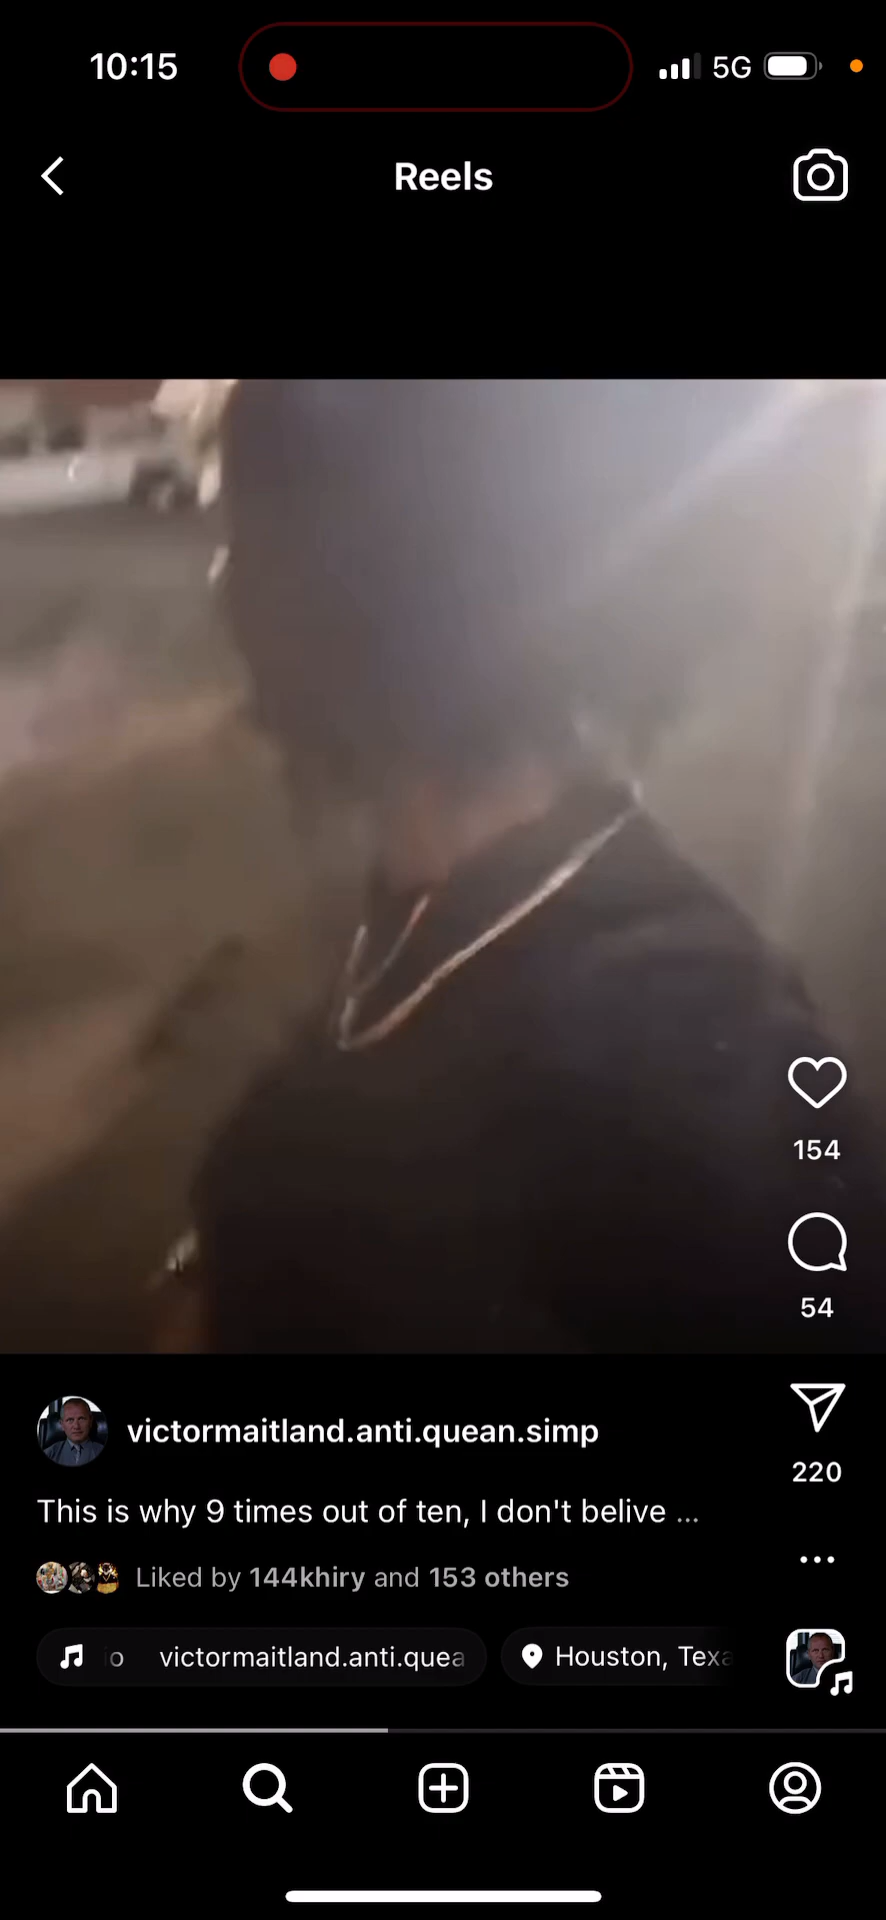 10:15
5G
Reels
154
54
victormaitland.anti.quean.simp
220
This is why 9 times out of ten, I don't belive ...
Liked by 144khiry and 153 others
io victormaitland.anti.quea
Houston, Texa